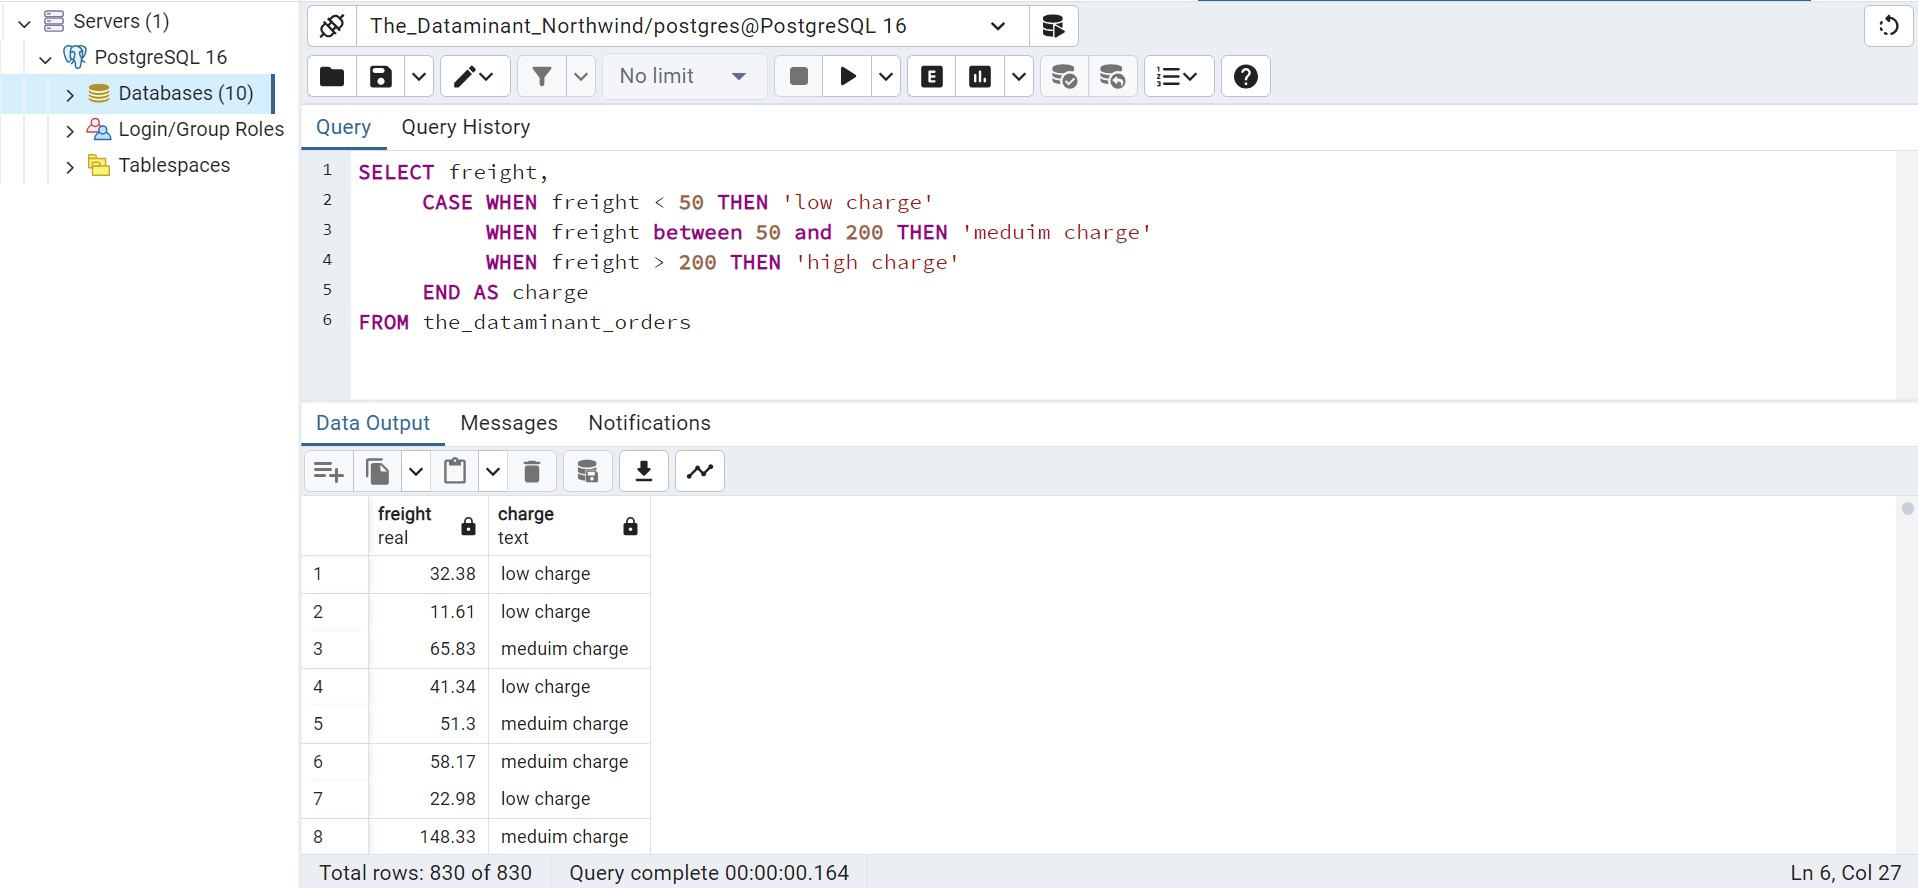 Servers (1)
PostgreSQL 16
Databases (10)
Login/Group Roles
Tablespaces
The_Dataminant_Northwind/postgres@PostgreSQL 16
No limit
E
Query Query History
1 SELECT freight,
2 CASE WHEN freight < 50 THEN 'low charge'
3 WHEN freight between 50 and 200 THEN 'meduim charge'
4 WHEN freight > 200 THEN 'high charge'
5 END AS charge
6 FROM the_dataminant_orders
Data Output Messages Notifications
freight charge
real text
1 32.38 low charge
2 11.61 low charge
3 65.83 meduim charge
4 41.34 low charge
5 51.3 meduim charge
6 58.17 meduim charge
7 22.98 low charge
8 148.33 meduim charge
Total rows: 830 of 830 Query complete 00:00:00.164 Ln 6, Col 27